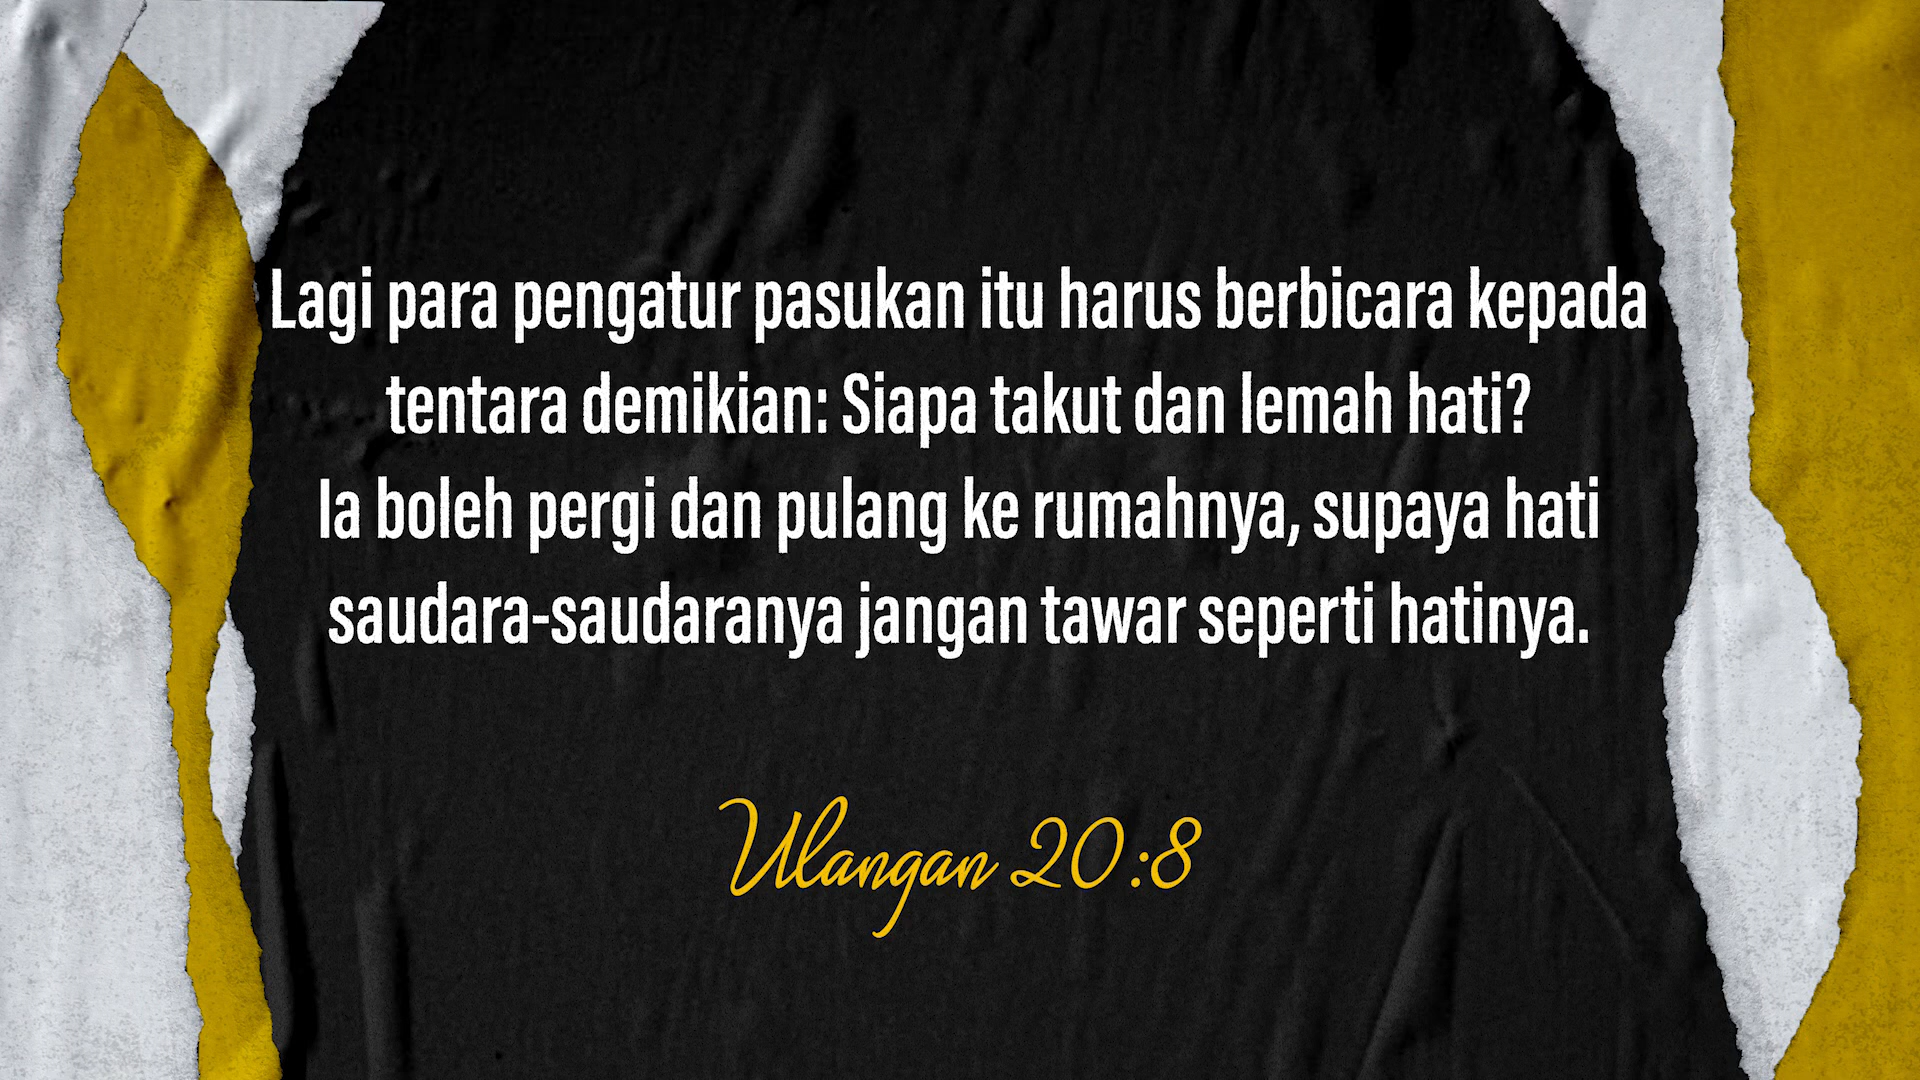 Lagi para pengatur pasukan itu harus berbicara kepada
tentara demikian: Siapa takut dan lemah hati?
Ia boleh pergi dan pulang ke rumahnya, supaya hati
saudara-saudaranya jangan tawar seperti hatinya.
Ulangan 20:8